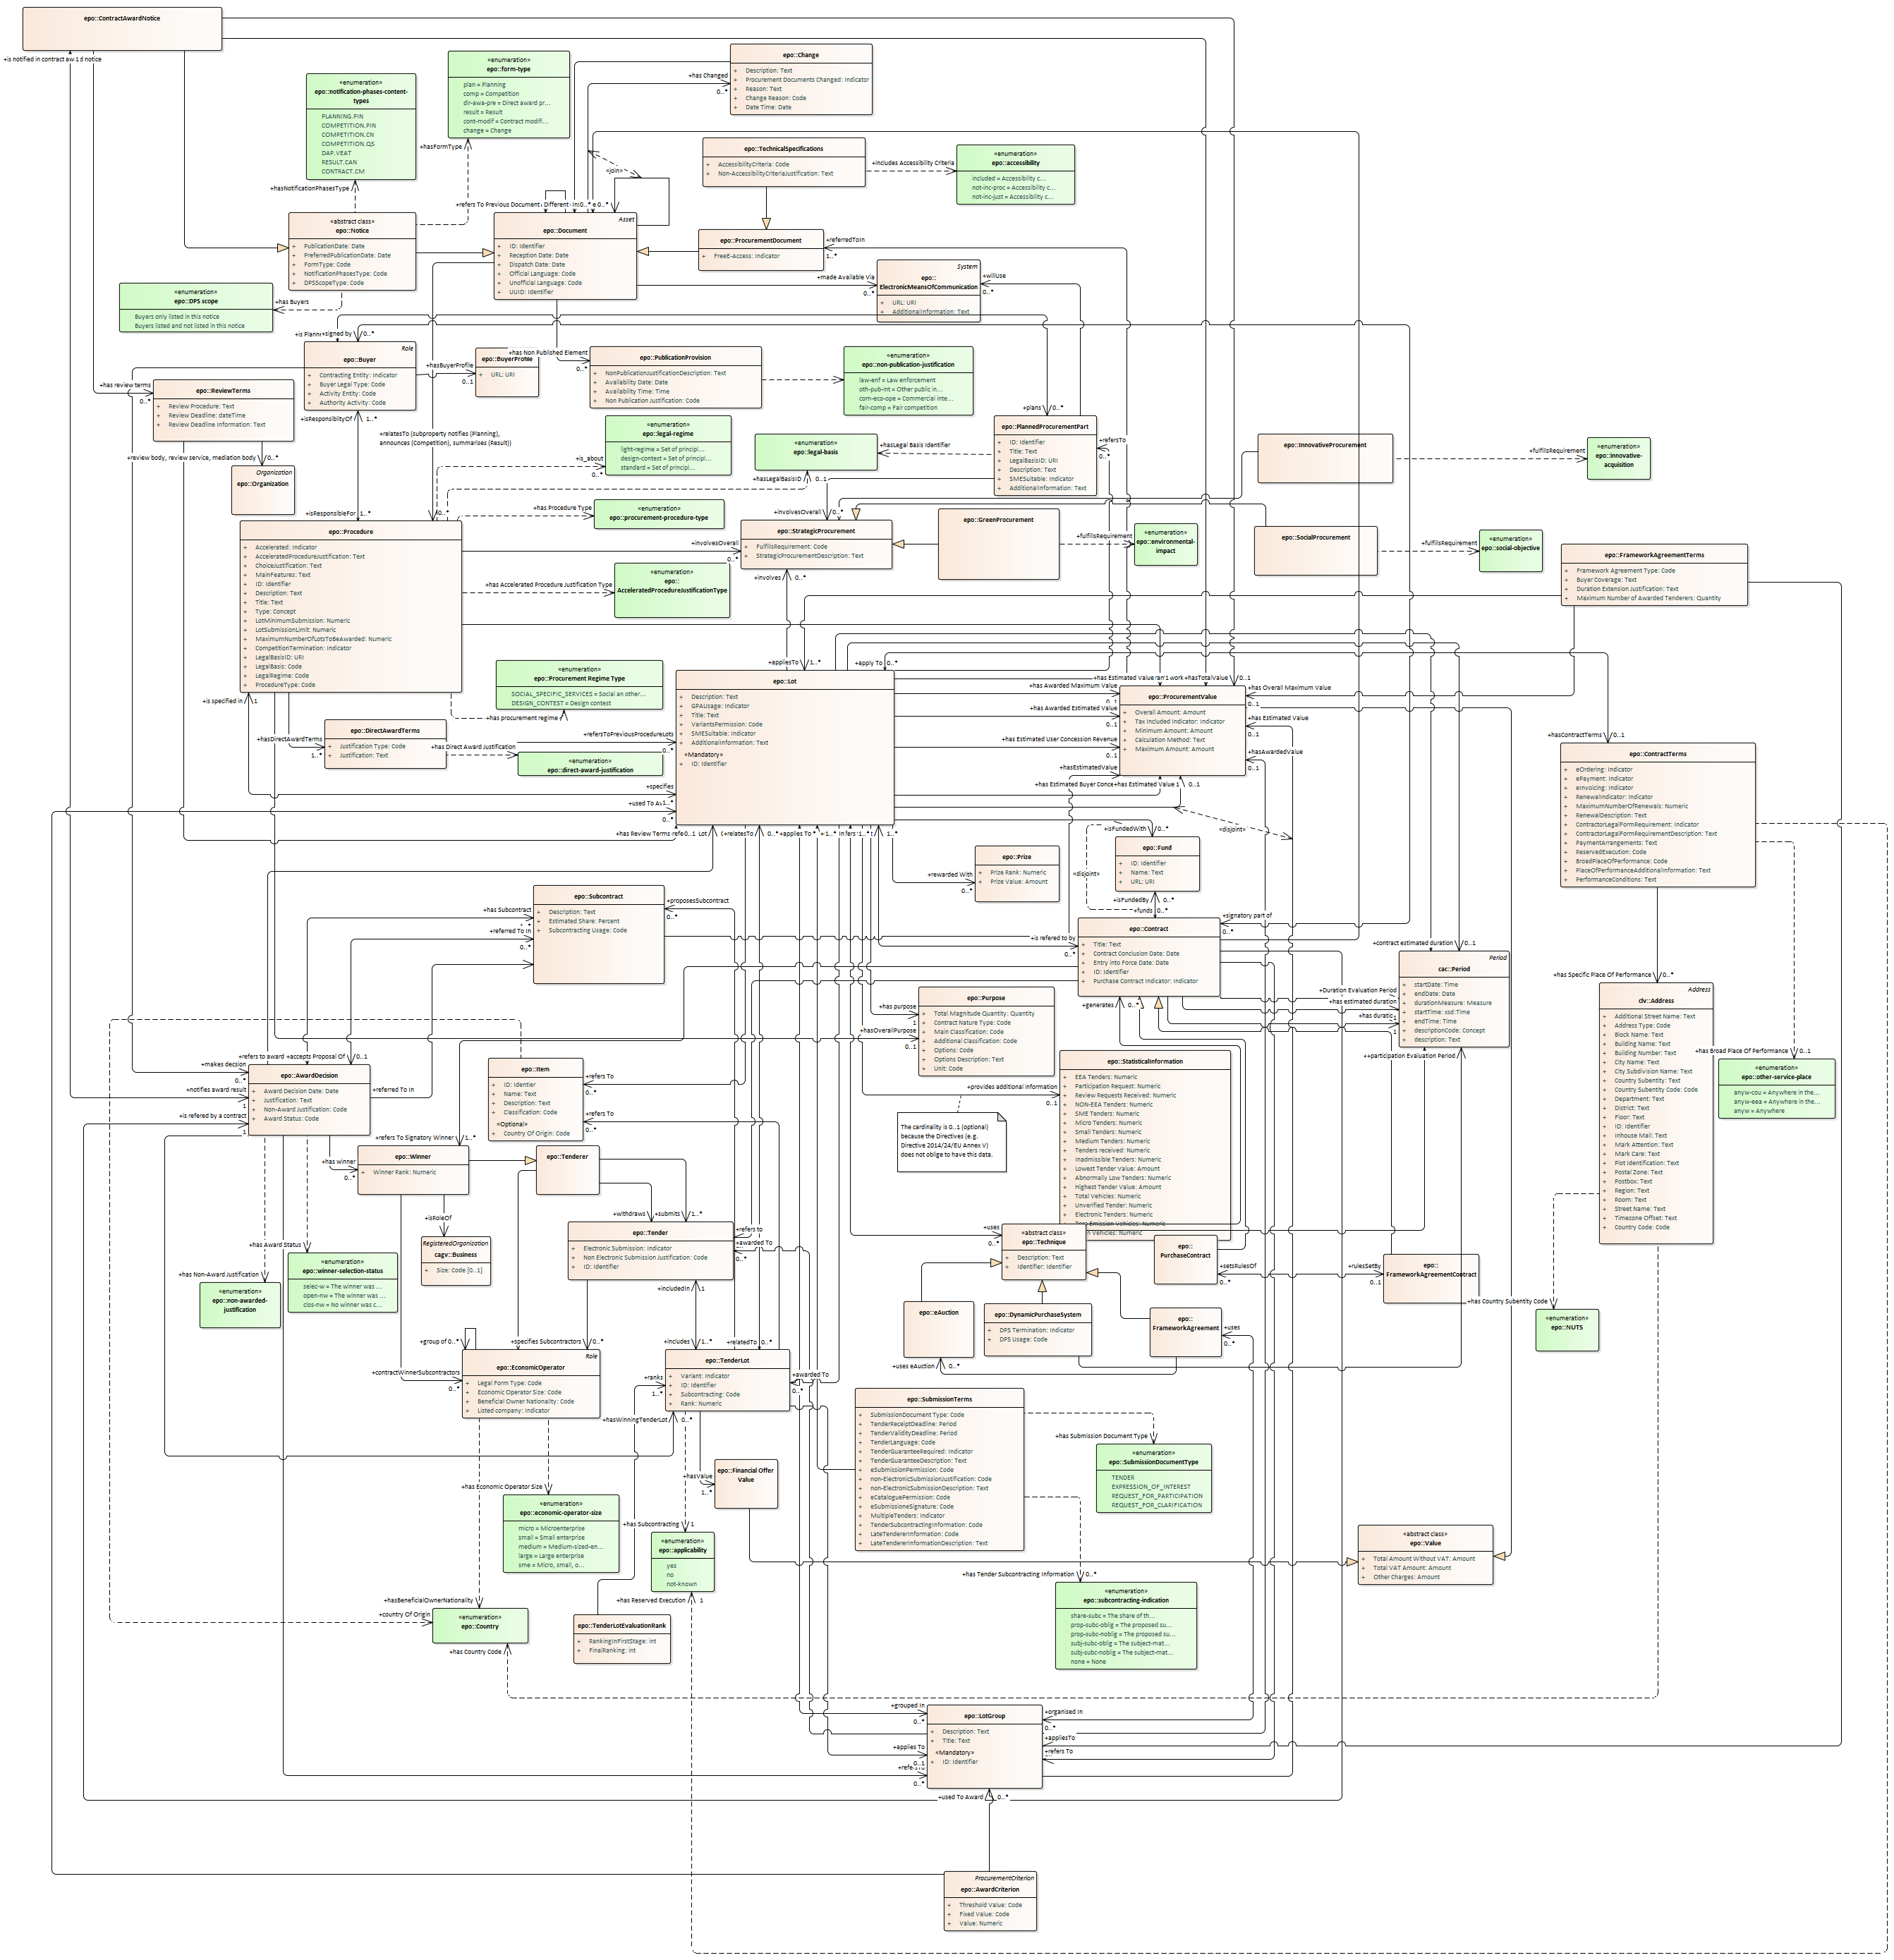 epo::ContractAwardNotice
+is notified in contract aw
«enumeration»
epo::notification-phases-content-
types
PLANNING.PIN
COMPETITION.PIN
COMPETITION.CN
COMPETITION.QS
DAP.VEAT
RESULT.CAN
CONTRACT.CM
«enumeration»
epo::form-type
plan = Planning
comp = Competition
dir-awa-pre = Direct award pr...
result = Result
cont-modif = Contract modifi...
change = Change
epo::Change
+ Description: Text
+ Procurement Documents Changed: Indicator
+ Reason: Text
+ Change Reason: Code
+ Date Time: Date
+has Changed
0..*
+hasFormType
+hasNotificationPhasesType
«join»
epo::TechnicalSpecifications
+ AccessibilityCriteria: Code
+ Non-AccessibilityCriteriaJustification: Text
+includes Accessibility Criteria
«enumeration»
epo::accessibility
included = Accessibility c...
not-inc-proc = Accessibility c...
not-inc-just = Accessibility c...
+refers To Previous Document
«abstract class»
epo::Notice
+ PublicationDate: Date
+ PreferredPublicationDate: Date
+ FormType: Code
+ NotificationPhasesType: Code
+ DPSScopeType: Code
Asset
epo::Document
+ ID: Identifier
+ Reception Date: Date
+ Dispatch Date: Date
+ Official Language: Code
+ Unofficial Language: Code
+ UUID: Identifier
epo::ProcurementDocument
+ FreeE-Access: Indicator
+referredToIn
1..*
System
epo::
ElectronicMeansOfCommunication
+ URL: URI
+ AdditionalInformation: Text
+made Available Via
0..*
+willUse
0..*
«enumeration»
epo::DPS scope
Buyers only listed in this notice
Buyers listed and not listed in this notice
+has Buyers
+signed by
0..*
Role
epo::Buyer
+ Contracting Entity: Indicator
+ Buyer Legal Type: Code
+ Activity Entity: Code
+ Authority Activity: Code
+hasBuyerProfile
0..1
epo::BuyerProfile
+ URL: URI
+has Non Published Element
0..*
epo::PublicationProvision
+ NonPublicationJustificationDescription: Text
+ Availability Date: Date
+ Availability Time: Time
+ Non Publication Justification: Code
«enumeration»
epo::non-publication-justification
law-enf = Law enforcement
oth-pub-int = Other public in...
com-eco-ope = Commercial inte...
fair-comp = Fair competition
+has review terms
0..*
epo::ReviewTerms
+ Review Procedure: Text
+ Review Deadline: dateTime
+ Review Deadline Information: Text
+review body, review service, mediation body
0..*
Organization
epo::Organization
+isResponsiblityOf
1..*
+relatesTo (subproperty notifies (Planning),
announces (Competition), summarises (Result))
«enumeration»
epo::legal-regime
light-regime = Set of principl...
design-contest = Set of principl...
standard = Set of principl...
+is_about
0..*
«enumeration»
epo::legal-basis
+hasLegal Basis Identifier
+hasLegalBasisID
0..1
+plans
0..*
epo::PlannedProcurementPart
+ ID: Identifier
+ Title: Text
+ LegalBasisID: URI
+ Description: Text
+ SMESuitable: Indicator
+ AdditionalInformation: Text
+refersTo
0..*
epo::InnovativeProcurement
+fulfilsRequirement
«enumeration»
epo::innovative-
acquisition
+isResponsibleFor
1..*
+has Procedure Type
«enumeration»
epo::procurement-procedure-type
epo::Procedure
+ Accelerated: Indicator
+ AcceleratedProcedureJustification: Text
+ ChoiceJustification: Text
+ MainFeatures: Text
+ ID: Identifier
+ Description: Text
+ Title: Text
+ Type: Concept
+ LotMinimumSubmission: Numeric
+ LotSubmissionLimit: Numeric
+ MaximumNumberOfLotsToBeAwarded: Numeric
+ CompetitionTermination: Indicator
+ LegalBasisID: URI
+ LegalBasis: Code
+ LegalRegime: Code
+ ProcedureType: Code
+involvesOverall
0..*
+involvesOverall
0..*
epo::StrategicProcurement
+ FulfillsRequirement: Code
+ StrategicProcurementDescription: Text
+involves
0..*
epo::GreenProcurement
+fulfilsRequirement
«enumeration»
epo::environmental-
impact
epo::SocialProcurement
+fulfilsRequirement
«enumeration»
epo::social-objective
epo::FrameworkAgreementTerms
+ Framework Agreement Type: Code
+ Buyer Coverage: Text
+ Duration Extension Justification: Text
+ Maximum Number of Awarded Tenderers: Quantity
+has Accelerated Procedure Justification Type
«enumeration»
epo::
AcceleratedProcedureJustificationType
«enumeration»
epo::Procurement Regime Type
SOCIAL_SPECIFIC_SERVICES = Social an other...
DESIGN_CONTEST = Design contest
+has procurement regime
+is specified in
1
+appliesTo
1..*
+apply To
0..*
epo::Lot
+ Description: Text
+ GPAUsage: Indicator
+ Title: Text
+ VariantsPermission: Code
+ SMESuitable: Indicator
+ AdditionalInformation: Text
«Mandatory»
+ ID: Identifier
+has Awarded Maximum Value
+has Awarded Estimated Value
0..1
+has Estimated User Concession Revenue
0..1
+hasEstimatedValue
epo::ProcurementValue
+ Overall Amount: Amount
+ Tax Included Indicator: Indicator
+ Minimum Amount: Amount
+ Calculation Method: Text
+ Maximum Amount: Amount
+has Overall Maximum Value
0..1
+has Estimated Value
0..1
+hasAwardedValue
0..1
+hasDirectAwardTerms
1..*
epo::DirectAwardTerms
+ Justification Type: Code
+ Justification: Text
+has Direct Award Justification
«enumeration»
epo::direct-award-justification
+refersToPreviousProcedureLots
0..*
+specifies
0..*
«disjoint»
+hasContractTerms
0..1
epo::ContractTerms
+ eOrdering: Indicator
+ ePayment: Indicator
+ eInvoicing: Indicator
+ RenewalIndicator: Indicator
+ MaximumNumberOfRenewals: Numeric
+ RenewalDescription: Text
+ ContractorLegalFormRequirement: Indicator
+ ContractorLegalFormRequirementDescription: Text
+ PaymentArrangements: Text
+ ReservedExecution: Code
+ BroadPlaceOfPerformance: Code
+ PlaceOfPerformanceAdditionalInformation: Text
+ PerformanceConditions: Text
+isFundedWith
0..*
epo::Fund
+ ID: Identifier
+ Name: Text
+ URL: URI
«disjoint»
+isFundedBy
0..*
+funds
0..*
+rewarded With
0..*
epo::Prize
+ Prize Rank: Numeric
+ Prize Value: Amount
epo::Subcontract
+ Description: Text
+ Estimated Share: Percent
+ Subcontracting Usage: Code
+has Subcontract
+referred To In
0..*
+proposesSubcontract
0..*
+is refered to by
0..*
epo::Contract
+ Title: Text
+ Contract Conclusion Date: Date
+ Entry into Force Date: Date
+ ID: Identifier
+ Purchase Contract Indicator: Indicator
+signatory part of
0..*
+contract estimated duration
0..1
Period
cac::Period
+ startDate: Time
+ endDate: Date
+ durationMeasure: Measure
+ startTime: xsd:Time
+ endTime: Time
+ descriptionCode: Concept
+ description: Text
+Duration Evaluation Period
+has estimated duration
+participation Evaluation Period
+has Specific Place Of Performance
0..*
Address
clv::Address
+ Additional Street Name: Text
+ Address Type: Code
+ Block Name: Text
+ Building Name: Text
+ Building Number: Text
+ City Name: Text
+ City Subdivision Name: Text
+ Country Subentity: Text
+ Country Subentity Code: Code
+ Department: Text
+ District: Text
+ Floor: Text
+ ID: Identifier
+ Inhouse Mail: Text
+ Mark Attention: Text
+ Mark Care: Text
+ Plot Identification: Text
+ Postal Zone: Text
+ Postbox: Text
+ Region: Text
+ Room: Text
+ Street Name: Text
+ Timezone Offset: Text
+ Country Code: Code
+has Broad Place Of Performance
0..1
«enumeration»
epo::other-service-place
anyw-cou = Anywhere in the...
anyw-eea = Anywhere in the...
anyw = Anywhere
+has purpose
1
+hasOverallPurpose
0..1
epo::Purpose
+ Total Magnitude Quantity: Quantity
+ Contract Nature Type: Code
+ Main Classification: Code
+ Additional Classification: Code
+ Options: Code
+ Options Description: Text
+ Unit: Code
+generates
0..*
epo::StatisticalInformation
+ EEA Tenders: Numeric
+ Participation Request: Numeric
+ Review Requests Received: Numeric
+ NON-EEA Tenders: Numeric
+ SME Tenders: Numeric
+ Micro Tenders: Numeric
+ Small Tenders: Numeric
+ Medium Tenders: Numeric
+ Tenders received: Numeric
+ Inadmissible Tenders: Numeric
+ Lowest Tender Value: Amount
+ Abnormally Low Tenders: Numeric
+ Highest Tender Value: Amount
+ Total Vehicles: Numeric
+ Unverified Tender: Numeric
+ Electronic Tenders: Numeric
+provides additional information
0..1
The cardinality is 0..1 (optional)
because the Directives (e.g.
Directive 2014/24/EU Annex V)
does not oblige to have this data.
+makes decision
0..*
+notifies award result
1
+is refered by a contract
1
+accepts Proposal Of
0..1
epo::AwardDecision
+ Award Decision Date: Date
+ Justification: Text
+ Non-Award Justification: Code
+ Award Status: Code
+referred To In
epo::Item
+ ID: Identier
+ Name: Text
+ Description: Text
+ Classification: Code
«Optional»
+ Country Of Origin: Code
+refers To
0..*
+refers To
0..*
+refers To Signatory Winner
1..*
+has winner
0..*
epo::Winner
+ Winner Rank: Numeric
epo::Tenderer
+isRoleOf
RegisteredOrganization
cagv::Business
+ Size: Code [0..1]
+withdraws
+submits
1..*
epo::Tender
+ Electronic Submission: Indicator
+ Non Electronic Submission Justification: Code
+ ID: Identifier
+refers to
+awarded To
0..*
+uses
0..*
«abstract class»
epo::Technique
+ Description: Text
+ Identifier: Identifier
epo::
PurchaseContract
+setsRulesOf
0..*
+rulesSetBy
0..1
epo::
FrameworkAgreementContract
+has Country Subentity Code
«enumeration»
epo::NUTS
+has Award Status
«enumeration»
epo::winner-selection-status
selec-w = The winner was ...
open-nw = The winner was ...
clos-nw = No winner was c...
+has Non-Award Justification
«enumeration»
epo::non-awarded-
justification
+includedIn
1
epo::eAuction
epo::DynamicPurchaseSystem
+ DPS Termination: Indicator
+ DPS Usage: Code
epo::
FrameworkAgreement
+uses
0..*
+uses eAuction
0..*
+group of
0..*
+specifies Subcontractors
0..*
+includes
1..*
+relatedTo
0..*
+contractWinnerSubcontractors
0..*
Role
epo::EconomicOperator
+ Legal Form Type: Code
+ Economic Operator Size: Code
+ Beneficial Owner Nationality: Code
+ Listed company: Indicator
+ranks
1..*
epo::TenderLot
+ Variant: Indicator
+ ID: Identifier
+ Subcontracting: Code
+ Rank: Numeric
+awarded To
0..*
+hasWinningTenderLot
0..*
epo::SubmissionTerms
+ SubmissionDocument Type: Code
+ TenderReceiptDeadline: Period
+ TenderValidityDeadline: Period
+ TenderLanguage: Code
+ TenderGuaranteeRequired: Indicator
+ TenderGuaranteeDescription: Text
+ eSubmissionPermission: Code
+ non-ElectronicSubmissionJustification: Code
+ non-ElectronicSubmissionDescription: Text
+ eCataloguePermission: Code
+ eSubmissioneSignature: Code
+ MultipleTenders: Indicator
+ TenderSubcontractingInformation: Code
+ LateTendererInformation: Code
+ LateTendererInformationDescription: Text
+has Submission Document Type
«enumeration»
epo::SubmissionDocumentType
TENDER
EXPRESSION_OF_INTEREST
REQUEST_FOR_PARTICIPATION
REQUEST_FOR_CLARIFICATION
+hasValue
1..*
epo::Financial Offer
Value
+has Economic Operator Size
«enumeration»
epo::economic-operator-size
micro = Microenterprise
small = Small enterprise
medium = Medium-sized-en...
large = Large enterprise
sme = Micro, small, o...
+has Subcontracting
1
«enumeration»
epo::applicability
yes
no
not-known
+has Reserved Execution
1
«abstract class»
epo::Value
+ Total Amount Without VAT: Amount
+ Total VAT Amount: Amount
+ Other Charges: Amount
+has Tender Subcontracting Information
0..*
«enumeration»
epo::subcontracting-indication
share-subc = The share of th...
prop-subc-oblig = The proposed su...
prop-subc-noblig = The proposed su...
subj-subc-oblig = The subject-mat...
subj-subc-noblig = The subject-mat...
none = None
+hasBeneficialOwnerNationality
+country Of Origin
«enumeration»
epo::Country
+has Country Code
epo::TenderLotEvaluationRank
+ RankingInFirstStage: int
+ FinalRanking: int
+grouped In
0..*
+organised In
0..*
+appliesTo
+applies To
+refers To
0..*
epo::LotGroup
+ Description: Text
+ Title: Text
«Mandatory»
+ ID: Identifier
+used To Award
0..*
ProcurementCriterion
epo::AwardCriterion
+ Threshold Value: Code
+ Fixed Value: Code
+ Value: Numeric